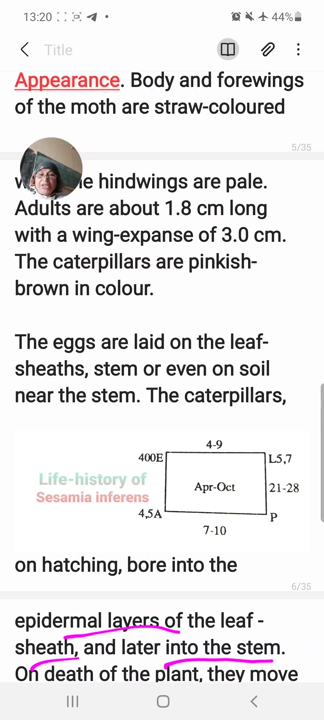 13:20
44%
Title
Appearance. Body and forewings
of the moth are straw-coloured
5/35
hindwings are pale.
Adults are about 1.8 cm long
with a wing-expanse of 3.0 cm.
The caterpillars are pinkish-
brown in colour.
The eggs are laid on the leaf-
sheaths, stem or even on soil
near the stem. The caterpillars,
4-9
400E
L5,7
Life-history of
Sesamia inferens
Apr-Oct
21-28
4,5A
P
7-10
on hatching, bore into the
6/35
epidermal layers of the leaf -
sheath, and later into the stem.
On death of the plant, they move